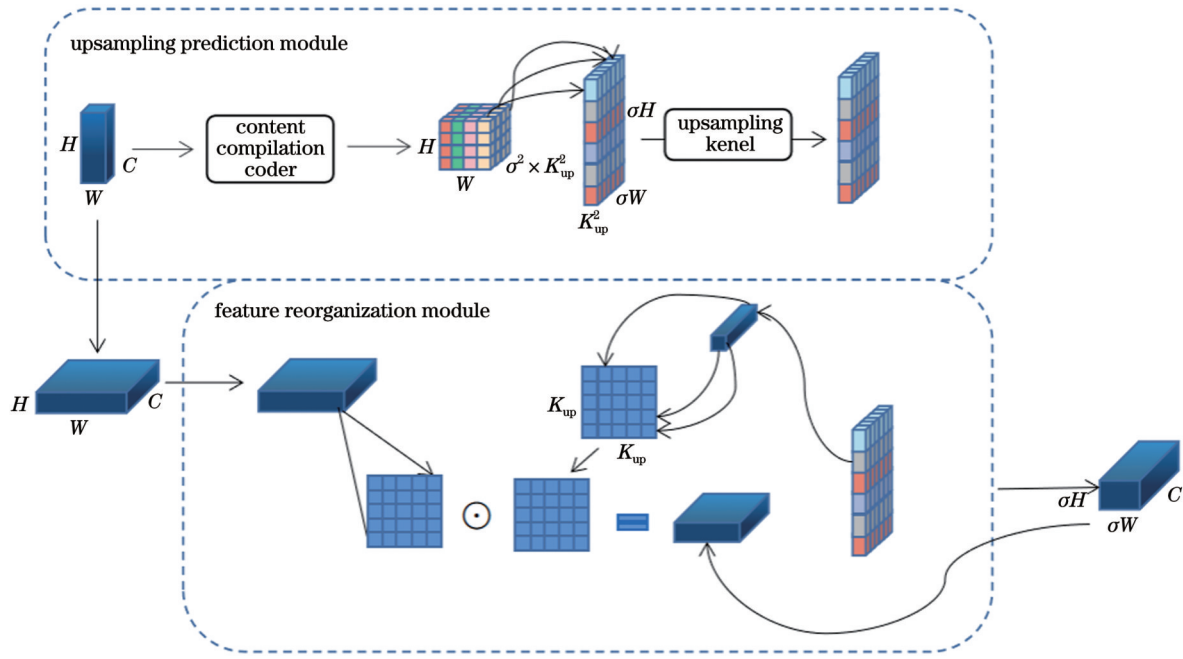 upsampling prediction module
H
C
W
content
compilation
coder
H
W
σ² × K²up
σH
σW
K²up
upsampling
kenel
feature reorganization module
H
W
C
Kup
Kup
σH
σW
C